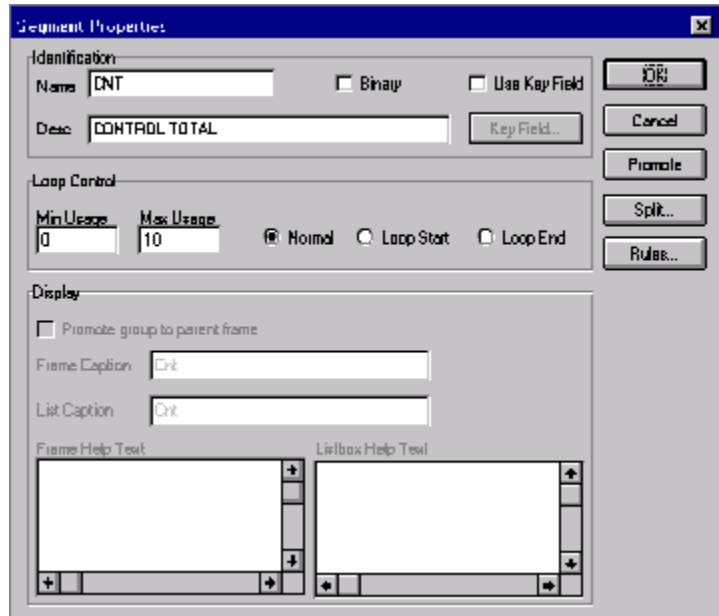 Segment Properties
Identification
Name CNT Binary Use Key Field
Desc CONTROL TOTAL Key Field...
OK
Cancel
Promote
Split...
Rules...
Loop Control
Min Usage Max Usage
0 10 Normal Loop Start Loop End
Display
Promote group to parent frame
Frame Caption Cnt
List Caption Cnt
Frame Help Text Listbox Help Text